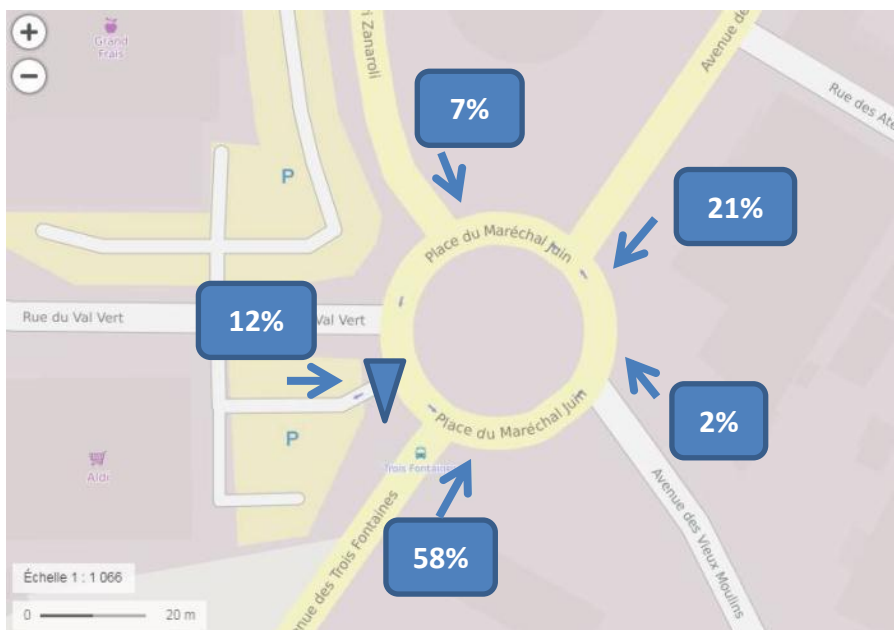 +
−
Grand
Frais
ri Zanaroli
Avenue des
Rue des Ate
7%
P
21%
Place du Maréchal Juin
Rue du Val Vert
12%
Val Vert
Place du Maréchal Juin
2%
P
Trois Fontaines
Aldi
Avenue des Vieux Moulins
nue des Trois Fontaines
58%
Échelle 1 : 1 066
0
20 m